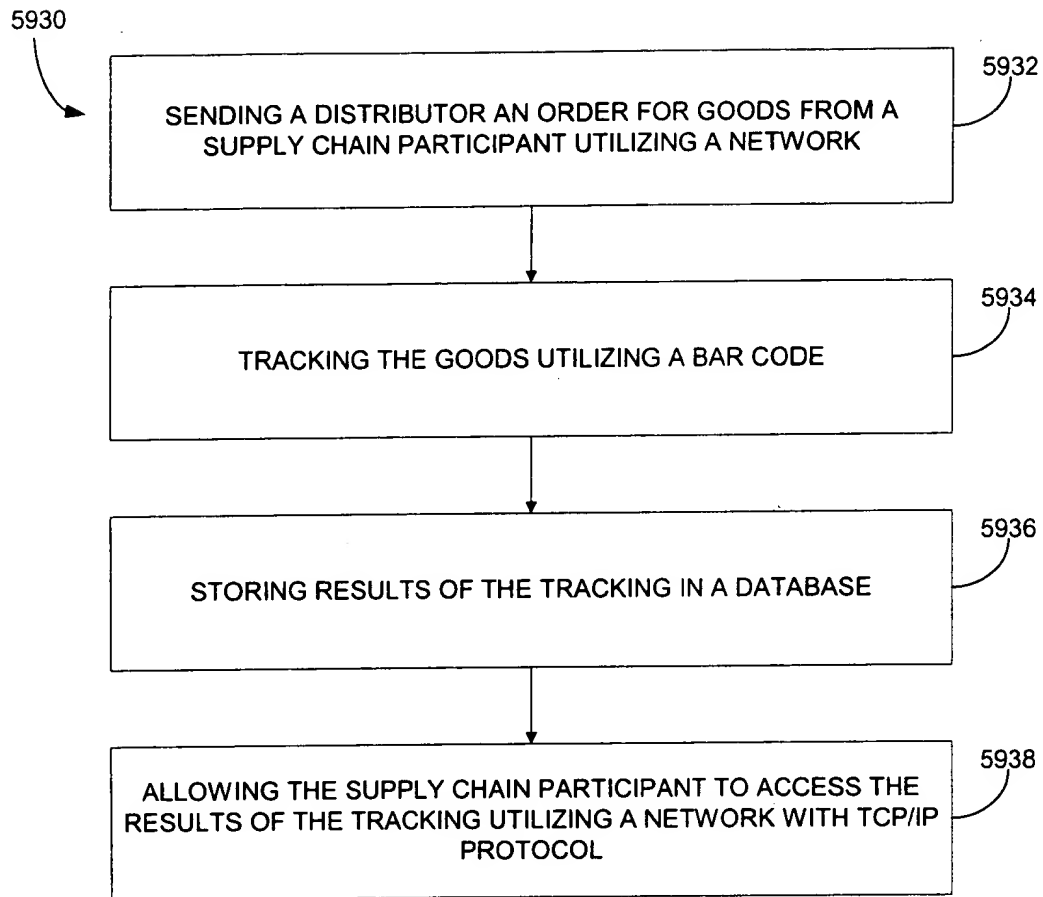 5930
5932
SENDING A DISTRIBUTOR AN ORDER FOR GOODS FROM A
SUPPLY CHAIN PARTICIPANT UTILIZING A NETWORK
5934
TRACKING THE GOODS UTILIZING A BAR CODE
5936
STORING RESULTS OF THE TRACKING IN A DATABASE
5938
ALLOWING THE SUPPLY CHAIN PARTICIPANT TO ACCESS THE
RESULTS OF THE TRACKING UTILIZING A NETWORK WITH TCP/IP
PROTOCOL